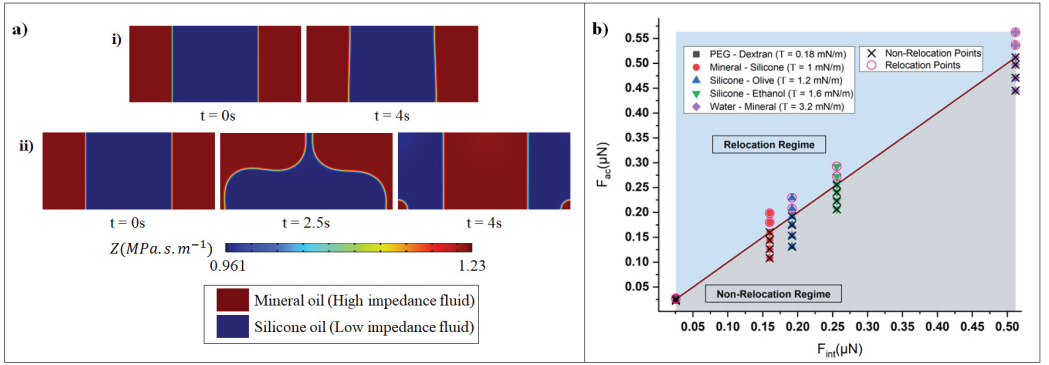 a)
i)
t = 0s
t = 4s
ii)
t = 0s
t = 2.5s
t = 4s
Z(MPa.s.m⁻¹)
0.961
1.23
Mineral oil (High impedance fluid)
Silicone oil (Low impedance fluid)
b)
PEG - Dextran (T = 0.18 mN/m)
Mineral - Silicone (T = 1 mN/m)
Silicone - Olive (T = 1.2 mN/m)
Silicone - Ethanol (T = 1.6 mN/m)
Water - Mineral (T = 3.2 mN/m)
Non-Relocation Points
Relocation Points
Relocation Regime
Non-Relocation Regime
F_ac(μN)
0.55
0.50
0.45
0.40
0.35
0.30
0.25
0.20
0.15
0.10
0.05
0.05 0.10 0.15 0.20 0.25 0.30 0.35 0.40 0.45 0.50
F_int(μN)